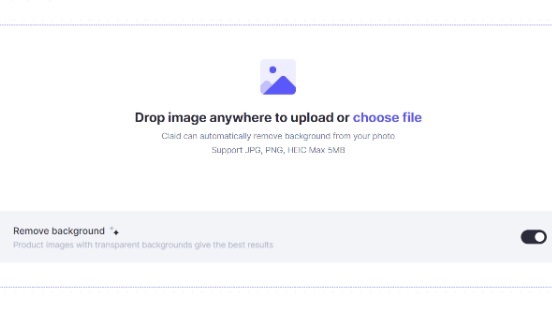 Drop image anywhere to upload or choose file
Claid can automatically remove background from your photo
Support JPG, PNG, HEIC Max 5MB
Remove background
Product images with transparent backgrounds give the best results